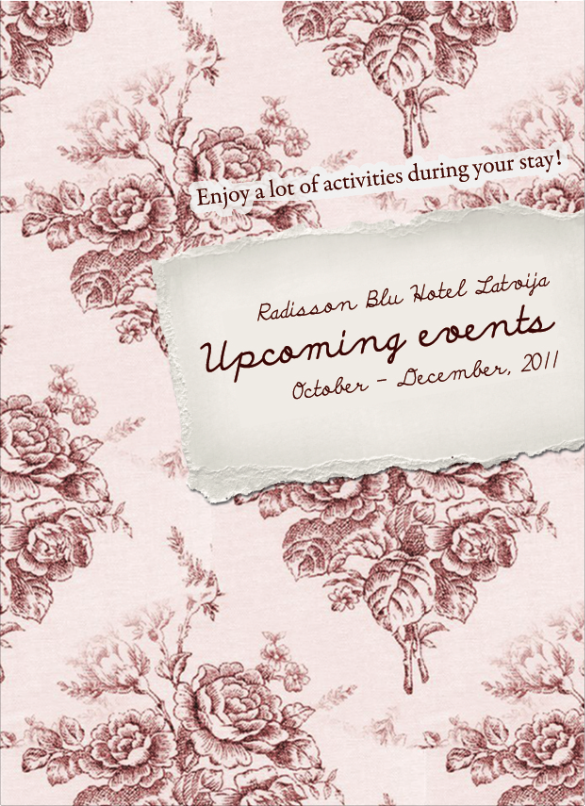 Enjoy a lot of activities during your stay!
Radisson Blu Hotel Latvija
Upcoming events
October – December, 2011